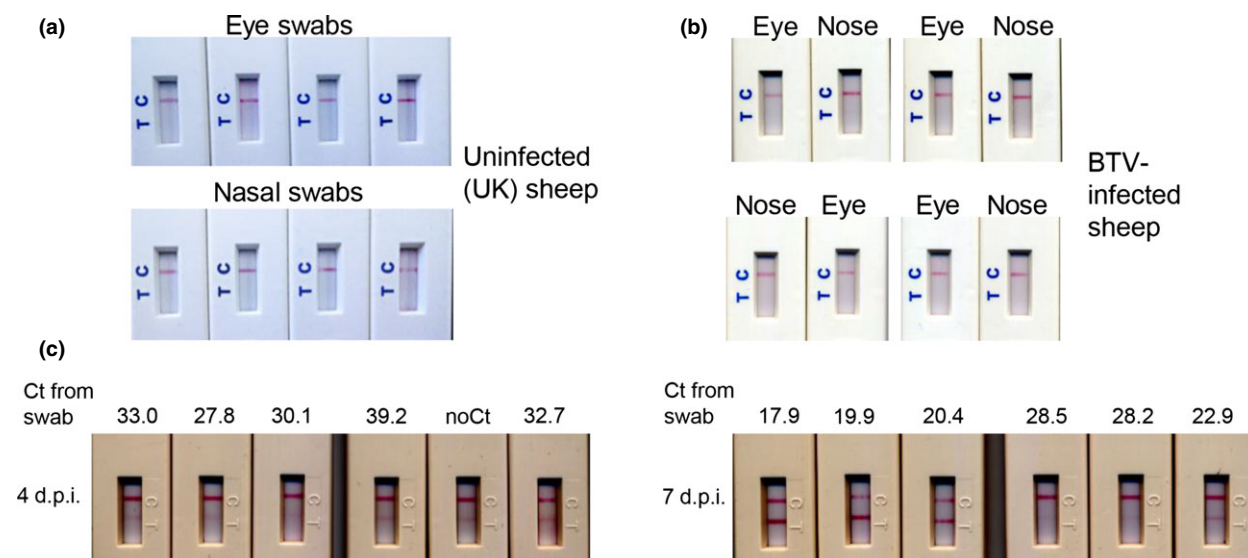 (a)
Eye swabs
T C
T C
T C
T C
Nasal swabs
T C
T C
T C
T C
Uninfected
(UK) sheep
(b)
Eye Nose Eye Nose
T C
T C
T C
T C
Nose Eye Eye Nose
T C
T C
T C
T C
BTV-
infected
sheep
(c)
Ct from
swab 33.0 27.8 30.1 39.2 noCt 32.7
4 d.p.i.
C T
C T
C T
C T
C T
C T
Ct from
swab 17.9 19.9 20.4 28.5 28.2 22.9
7 d.p.i.
C T
C T
C T
C T
C T
C T